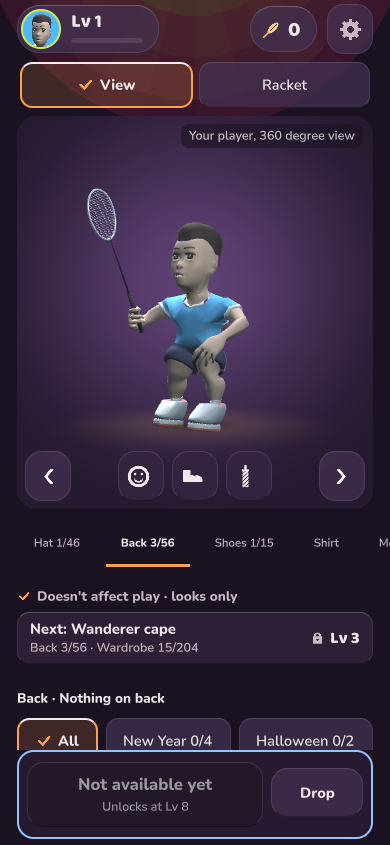 Lv 1
0
View
Racket
Your player, 360 degree view
Hat 1/46
Back 3/56
Shoes 1/15
Shirt
Doesn't affect play · looks only
Next: Wanderer cape
Back 3/56 · Wardrobe 15/204
Lv 3
Back · Nothing on back
All
New Year 0/4
Halloween 0/2
Not available yet
Unlocks at Lv 8
Drop